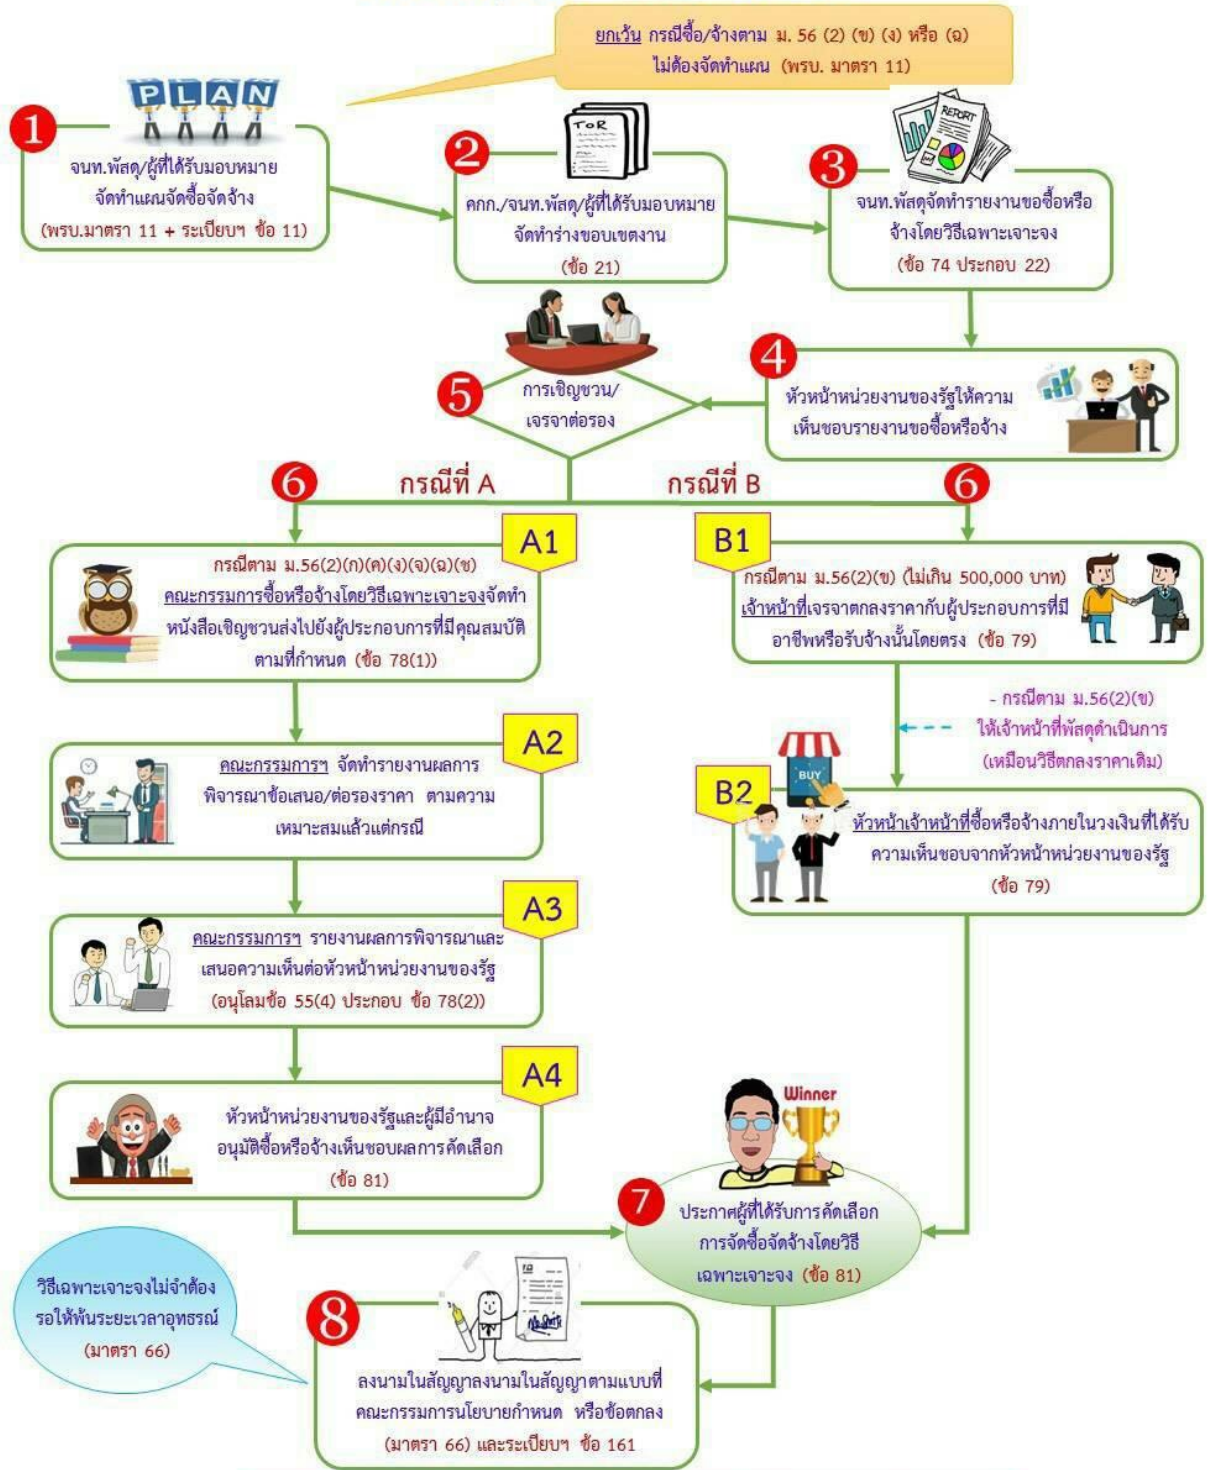 ยกเว้น กรณีซื้อ/จ้างตาม ม. 56 (2) (ข) (ง) หรือ (ฉ)
ไม่ต้องจัดทำแผน (พรบ. มาตรา 11)
PLAN
1
จนท.พัสดุ/ผู้ที่ได้รับมอบหมาย
จัดทำแผนจัดซื้อจัดจ้าง
(พรบ.มาตรา 11 + ระเบียบฯ ข้อ 11)
TOR
2
คกก./จนท.พัสดุ/ผู้ที่ได้รับมอบหมาย
จัดทำร่างขอบเขตงาน
(ข้อ 21)
REPORT
3
จนท.พัสดุจัดทำรายงานขอซื้อหรือ
จ้างโดยวิธีเฉพาะเจาะจง
(ข้อ 74 ประกอบ 22)
4
หัวหน้าหน่วยงานของรัฐให้ความ
เห็นชอบรายงานขอซื้อหรือจ้าง
5
การเชิญชวน/
เจรจาต่อรอง
6
กรณีที่ A
กรณีที่ B
6
A1
กรณีตาม ม.56(2)(ก)(ค)(ง)(จ)(ฉ)(ช)
คณะกรรมการซื้อหรือจ้างโดยวิธีเฉพาะเจาะจงจัดทำ
หนังสือเชิญชวนส่งไปยังผู้ประกอบการที่มีคุณสมบัติ
ตามที่กำหนด (ข้อ 78(1))
B1
กรณีตาม ม.56(2)(ข) (ไม่เกิน 500,000 บาท)
เจ้าหน้าที่เจรจาตกลงราคากับผู้ประกอบการที่มี
อาชีพหรือรับจ้างนั้นโดยตรง (ข้อ 79)
- กรณีตาม ม.56(2)(ข)
ให้เจ้าหน้าที่พัสดุดำเนินการ
(เหมือนวิธีตกลงราคาเดิม)
A2
คณะกรรมการฯ จัดทำรายงานผลการ
พิจารณาข้อเสนอ/ต่อรองราคา ตามความ
เหมาะสมแล้วแต่กรณี
BUY
B2
หัวหน้าเจ้าหน้าที่ซื้อหรือจ้างภายในวงเงินที่ได้รับ
ความเห็นชอบจากหัวหน้าหน่วยงานของรัฐ
(ข้อ 79)
A3
คณะกรรมการฯ รายงานผลการพิจารณาและ
เสนอความเห็นต่อหัวหน้าหน่วยงานของรัฐ
(อนุโลมข้อ 55(4) ประกอบ ข้อ 78(2))
A4
หัวหน้าหน่วยงานของรัฐและผู้มีอำนาจ
อนุมัติซื้อหรือจ้างเห็นชอบผลการคัดเลือก
(ข้อ 81)
Winner
7
ประกาศผู้ที่ได้รับการคัดเลือก
การจัดซื้อจัดจ้างโดยวิธี
เฉพาะเจาะจง (ข้อ 81)
วิธีเฉพาะเจาะจงไม่จำต้อง
รอให้พ้นระยะเวลาอุทธรณ์
(มาตรา 66)
8
ลงนามในสัญญาลงนามในสัญญาตามแบบที่
คณะกรรมการนโยบายกำหนด หรือข้อตกลง
(มาตรา 66) และระเบียบฯ ข้อ 161